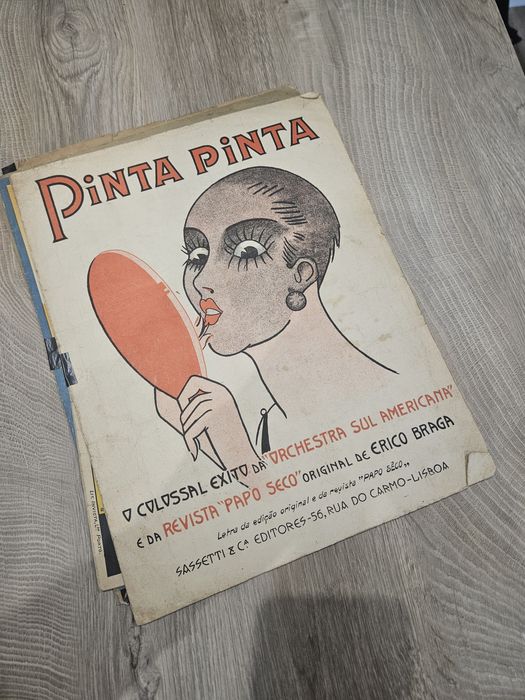 PINTA PINTA
O COLOSSAL EXITO DA "ORCHESTRA SUL AMERICANA"
E DA REVISTA "PAPO SECO" ORIGINAL DE ERICO BRAGA
Letra da edição original e da revista "PAPO SÊCO"
SASSETTI & Cª EDITORES-56, RUA DO CARMO-LISBOA